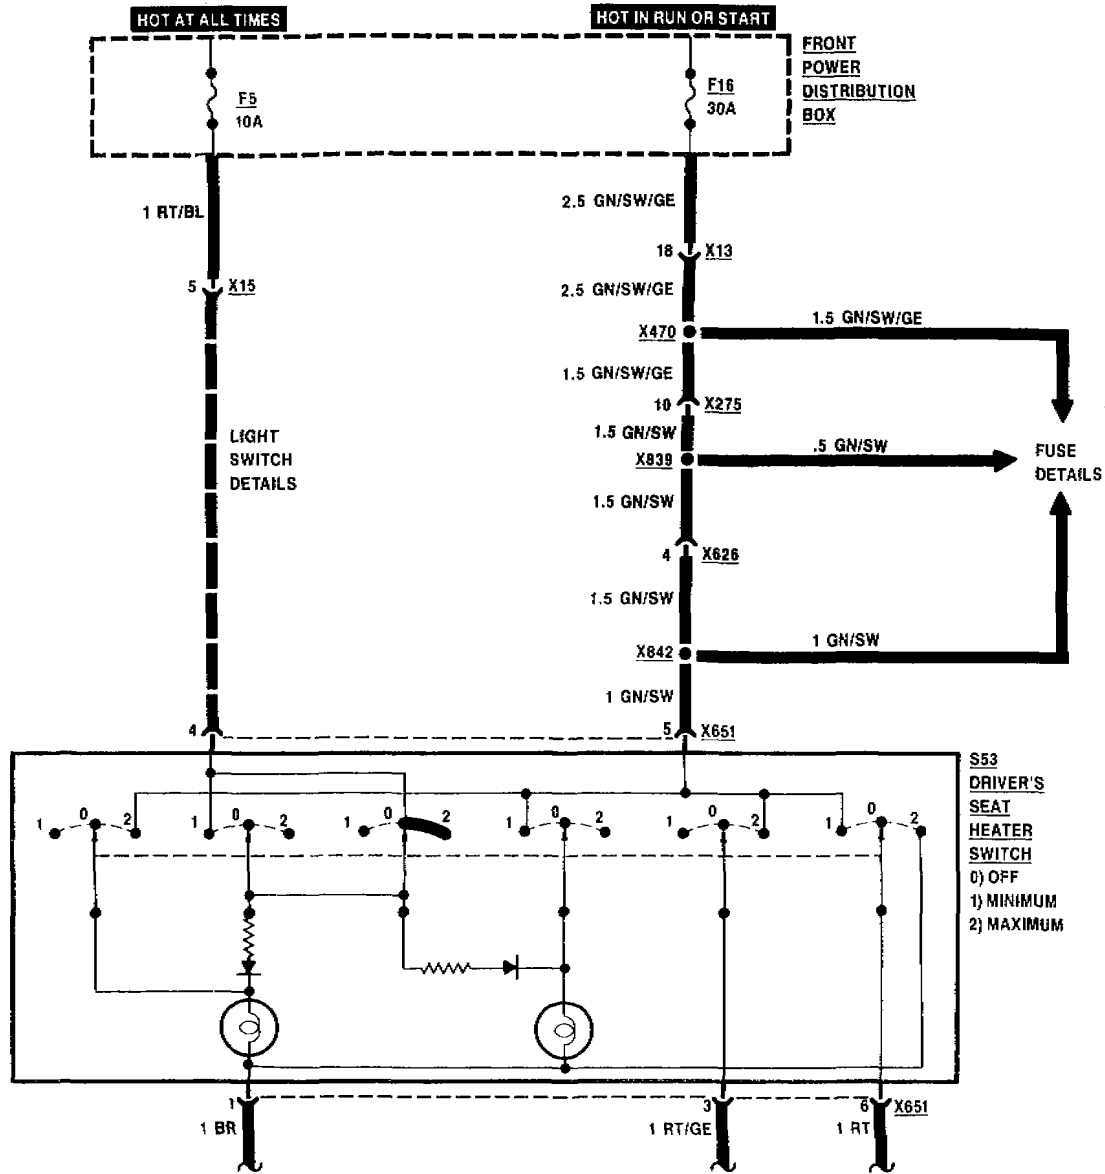 HOT AT ALL TIMES
HOT IN RUN OR START
FRONT
POWER
DISTRIBUTION
BOX
F5
10A
F16
30A
1 RT/BL
2.5 GN/SW/GE
18 X13
5 X15
2.5 GN/SW/GE
1.5 GN/SW/GE
X470
1.5 GN/SW/GE
10 X275
1.5 GN/SW
.5 GN/SW
X839
LIGHT
SWITCH
DETAILS
FUSE
DETAILS
1.5 GN/SW
4 X626
1.5 GN/SW
1 GN/SW
X842
1 GN/SW
4
5 X651
S53
DRIVER'S
SEAT
HEATER
SWITCH
0) OFF
1) MINIMUM
2) MAXIMUM
1 0 2
1 0 2
1 0 2
1 0 2
1 0 2
1 0 2
1
3
6 X651
1 BR
1 RT/GE
1 RT